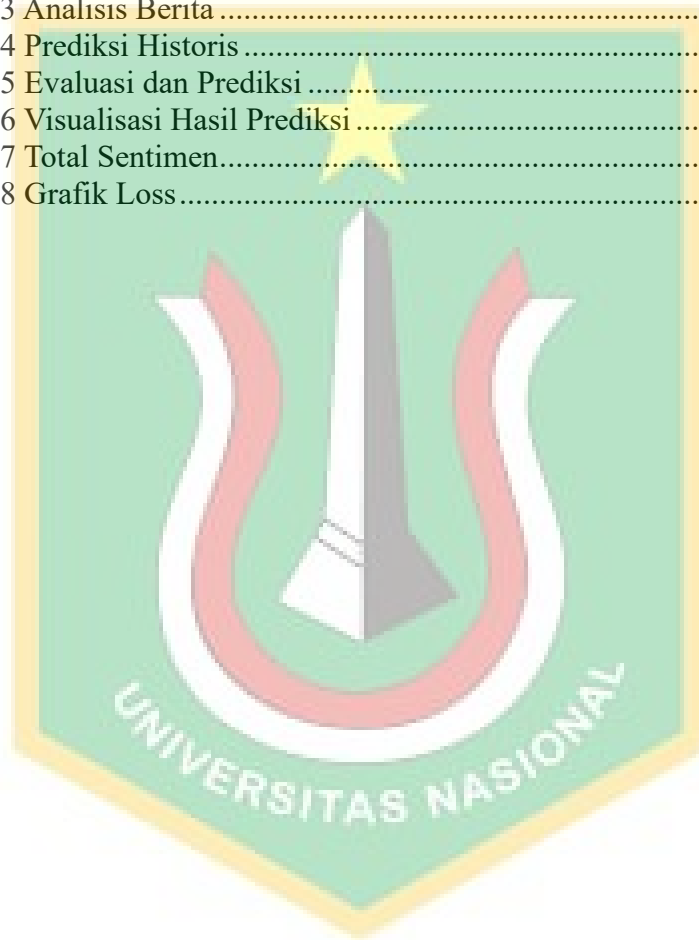 3 Analisis Berita ..........................................................
4 Prediksi Historis .......................................................
5 Evaluasi dan Prediksi ...............................................
6 Visualisasi Hasil Prediksi .........................................
7 Total Sentimen..........................................................
8 Grafik Loss...............................................................
UNIVERSITAS NASIONAL